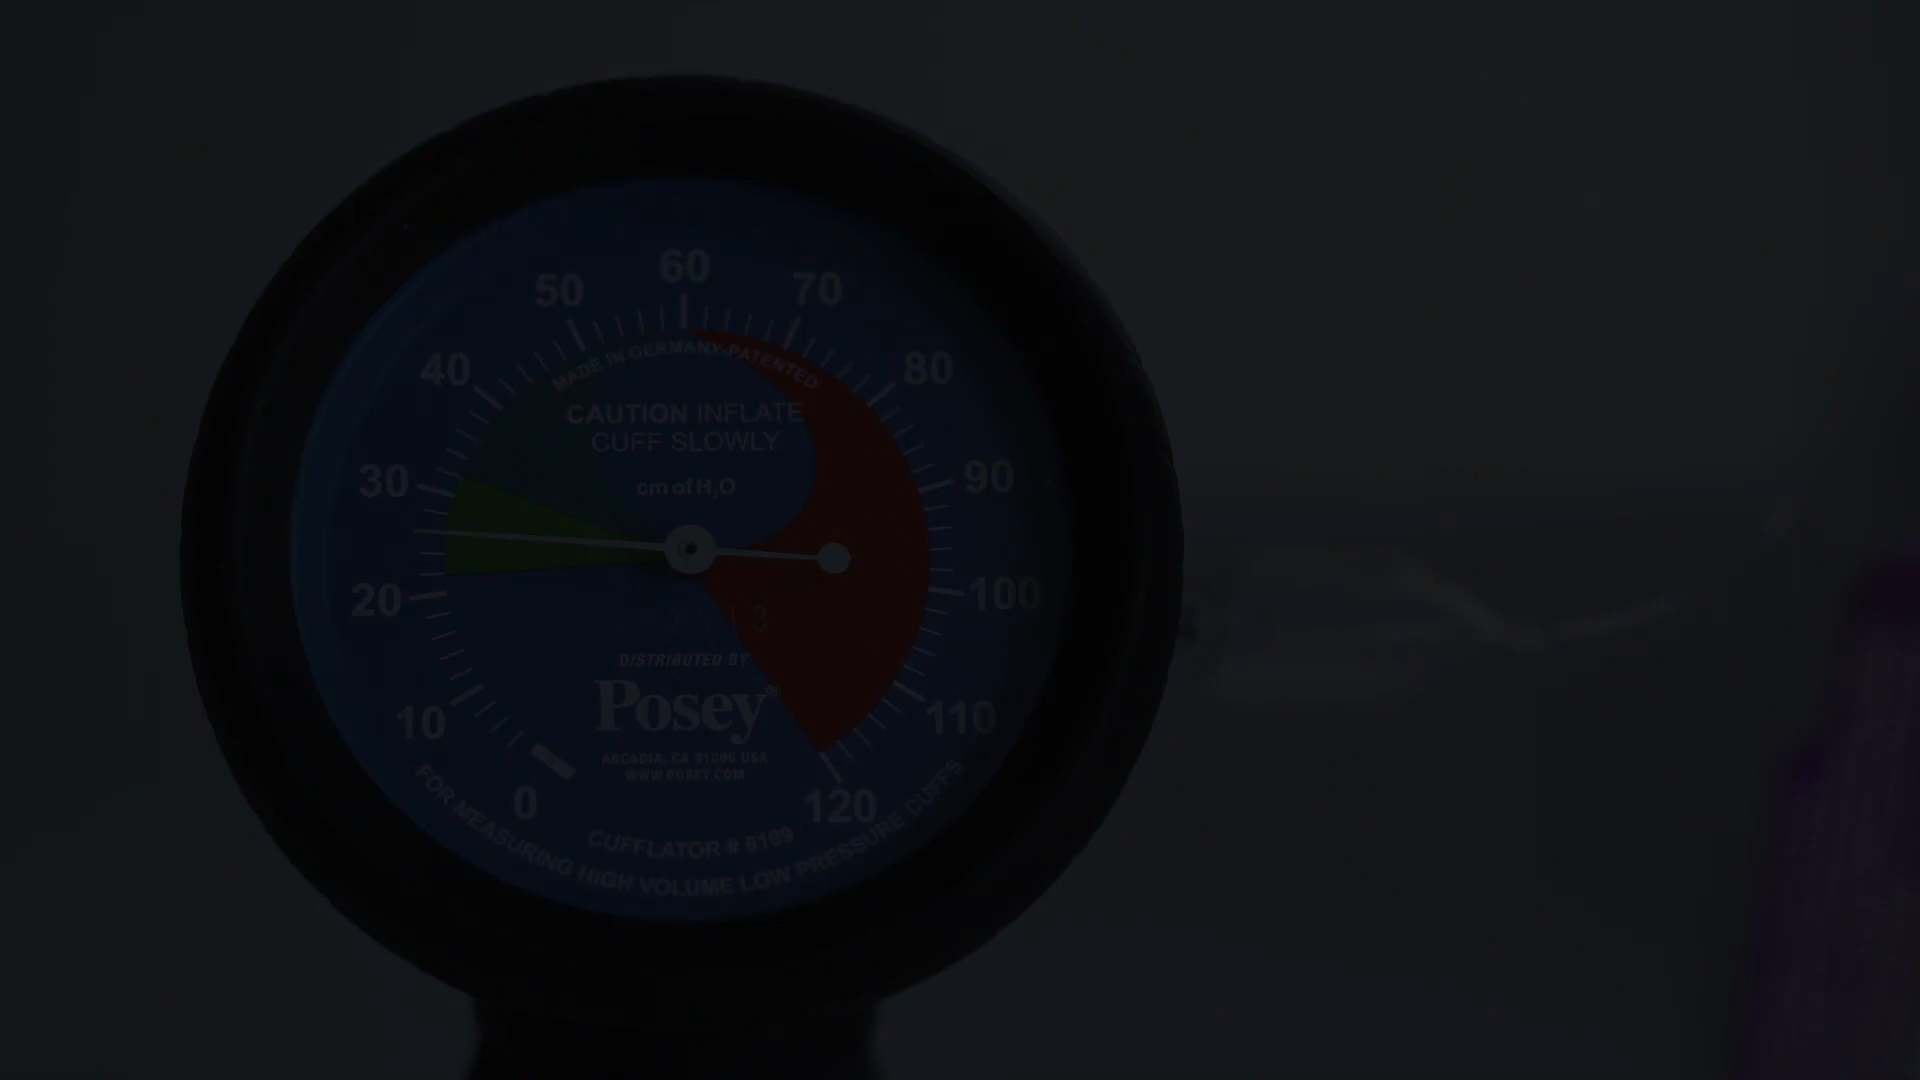 60
50
70
40
80
MADE IN GERMANY-PATENTED
CAUTION INFLATE
CUFF SLOWLY
30
90
cm of H₂O
20
100
DISTRIBUTED BY
Posey®
10
110
ARCADIA, CA 91006 USA
WWW.POSEY.COM
0
120
CUFFLATOR # 8199
FOR MEASURING HIGH VOLUME LOW PRESSURE CUFFS